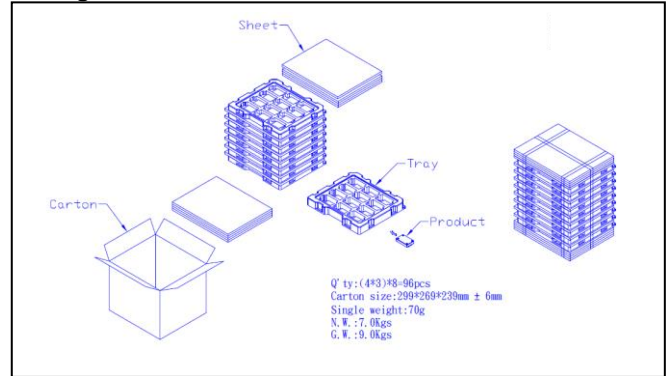 Sheet
Tray
Carton
Product
Q'ty:(4*3)*8=96pcs
Carton size:299*269*239mm ± 6mm
Single weight:70g
N.W.:7.0Kgs
G.W.:9.0Kgs